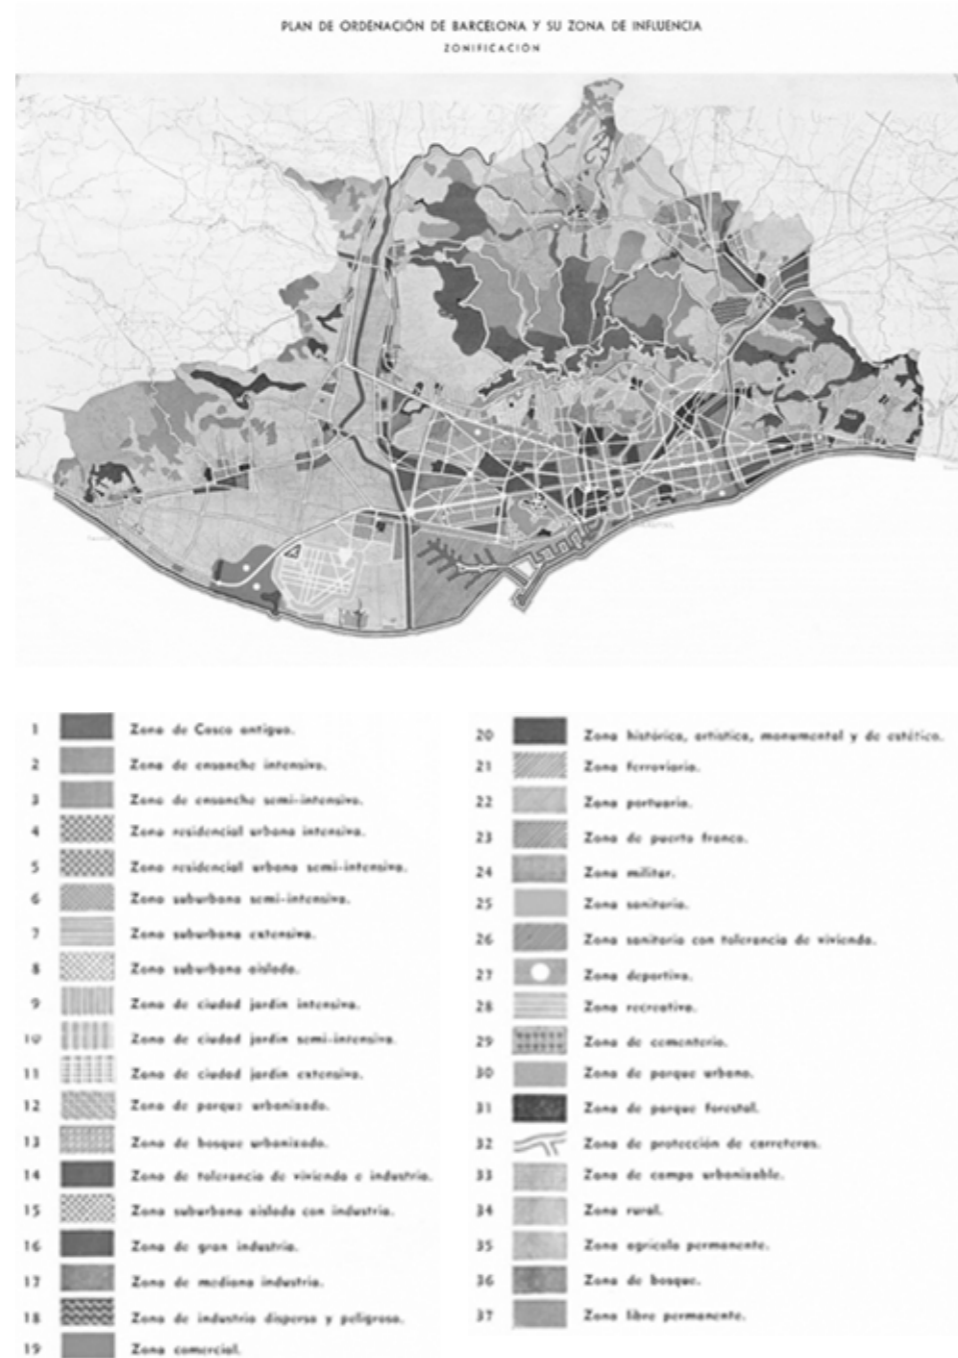 PLAN DE ORDENACIÓN DE BARCELONA Y SU ZONA DE INFLUENCIA
ZONIFICACIÓN
1 Zona de Casco antiguo.
2 Zona de ensanche intensivo.
3 Zona de ensanche semi-intensivo.
4 Zona residencial urbana intensiva.
5 Zona residencial urbana semi-intensiva.
6 Zona suburbana semi-intensiva.
7 Zona suburbana extensiva.
8 Zona suburbana aislada.
9 Zona de ciudad jardín intensiva.
10 Zona de ciudad jardín semi-intensiva.
11 Zona de ciudad jardín extensiva.
12 Zona de parque urbanizado.
13 Zona de bosque urbanizado.
14 Zona de tolerancia de vivienda e industria.
15 Zona suburbana aislada con industria.
16 Zona de gran industria.
17 Zona de mediana industria.
18 Zona de industria dispersa y peligrosa.
19 Zona comercial.
20 Zona histórica, artística, monumental y de estética.
21 Zona ferroviaria.
22 Zona portuaria.
23 Zona de puerto franco.
24 Zona militar.
25 Zona sanitaria.
26 Zona sanitaria con tolerancia de vivienda.
27 Zona deportiva.
28 Zona recreativa.
29 Zona de cementerio.
30 Zona de parque urbano.
31 Zona de parque forestal.
32 Zona de protección de carreteras.
33 Zona de campo urbanizable.
34 Zona rural.
35 Zona agrícola permanente.
36 Zona de bosque.
37 Zona libre permanente.